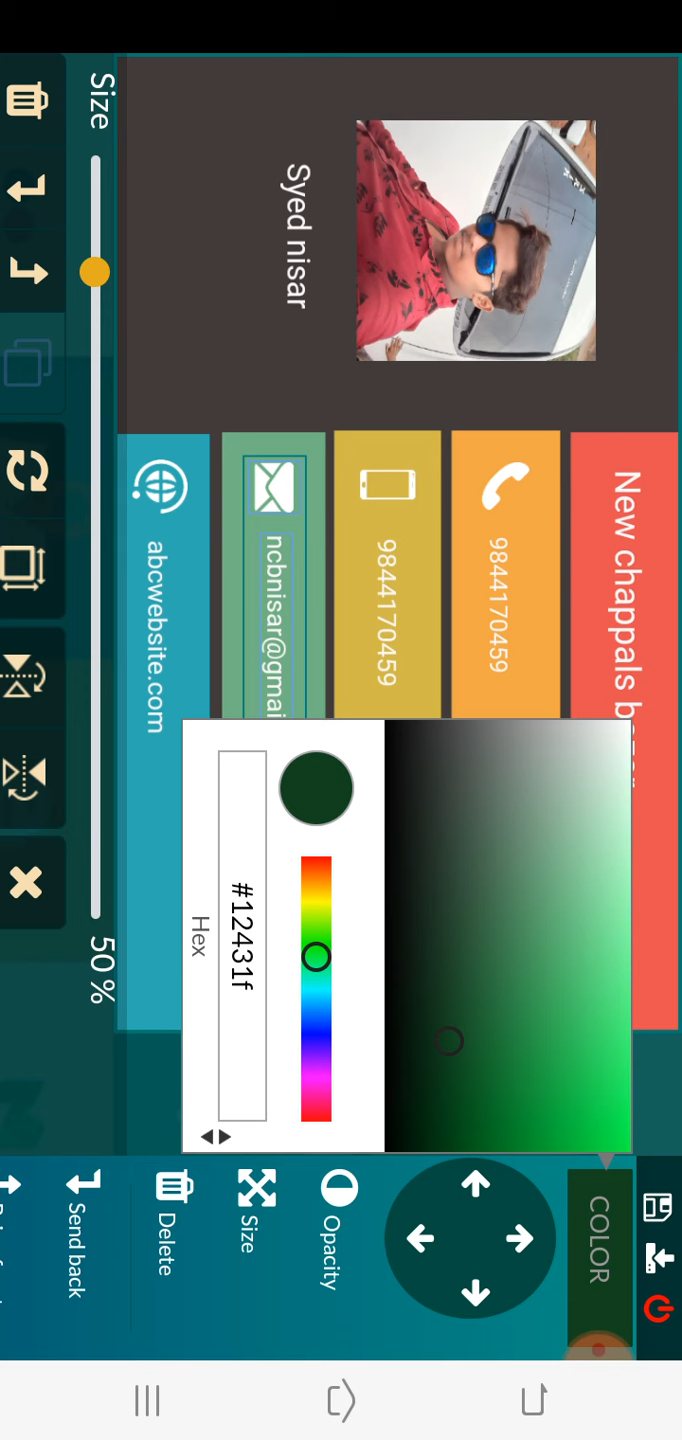 COLOR
New chappals
9844170459
9844170459
Syed nisar
ncbnisar@gmai
abcwebsite.com
#12431f
Hex
Opacity
Size
Delete
Send back
Size
50 %